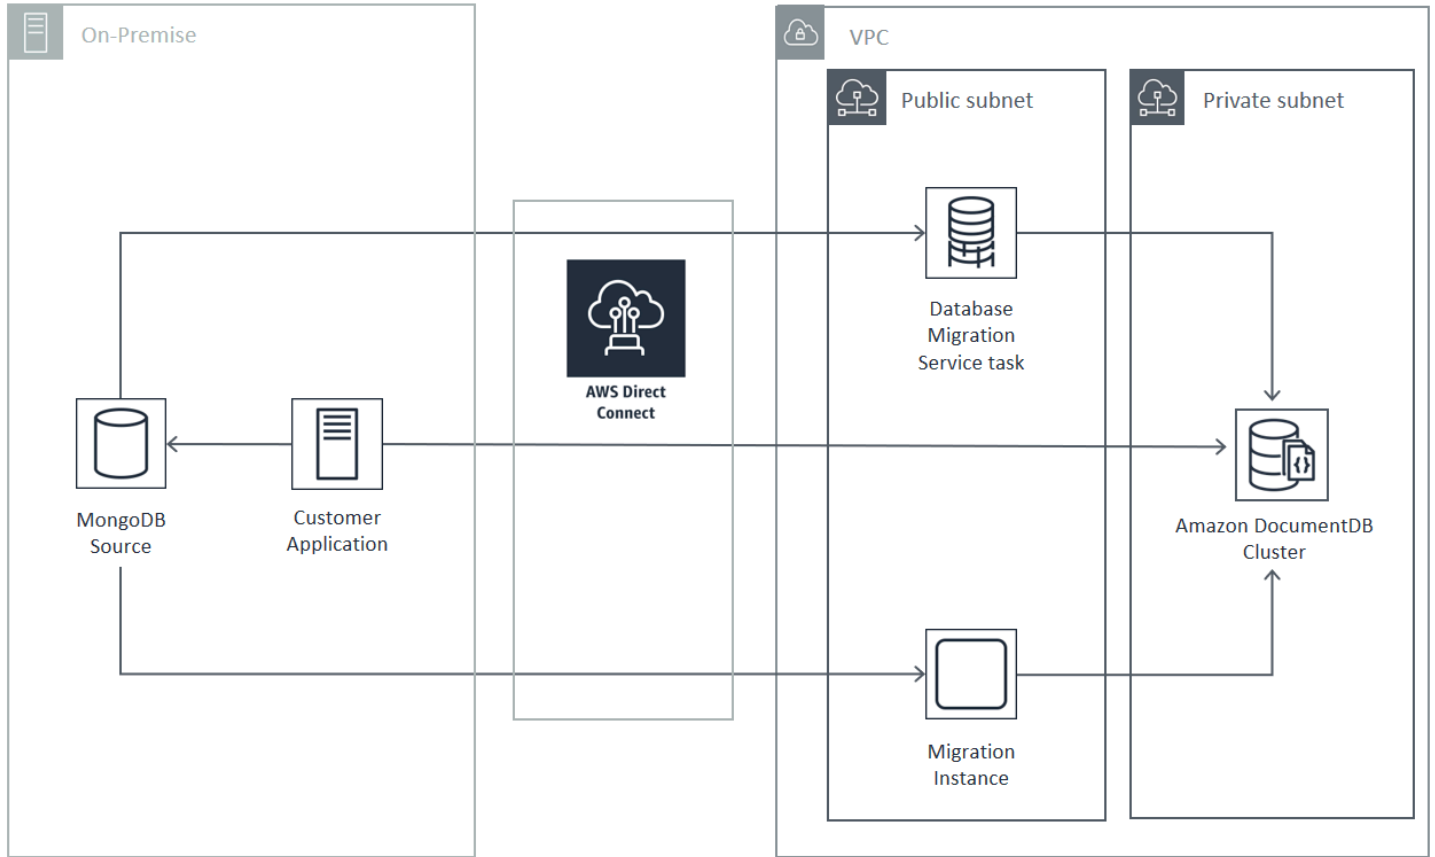 On-Premise
VPC
Public subnet
Private subnet
Database
Migration
Service task
AWS Direct
Connect
MongoDB
Source
Customer
Application
{}
Amazon DocumentDB
Cluster
Migration
Instance